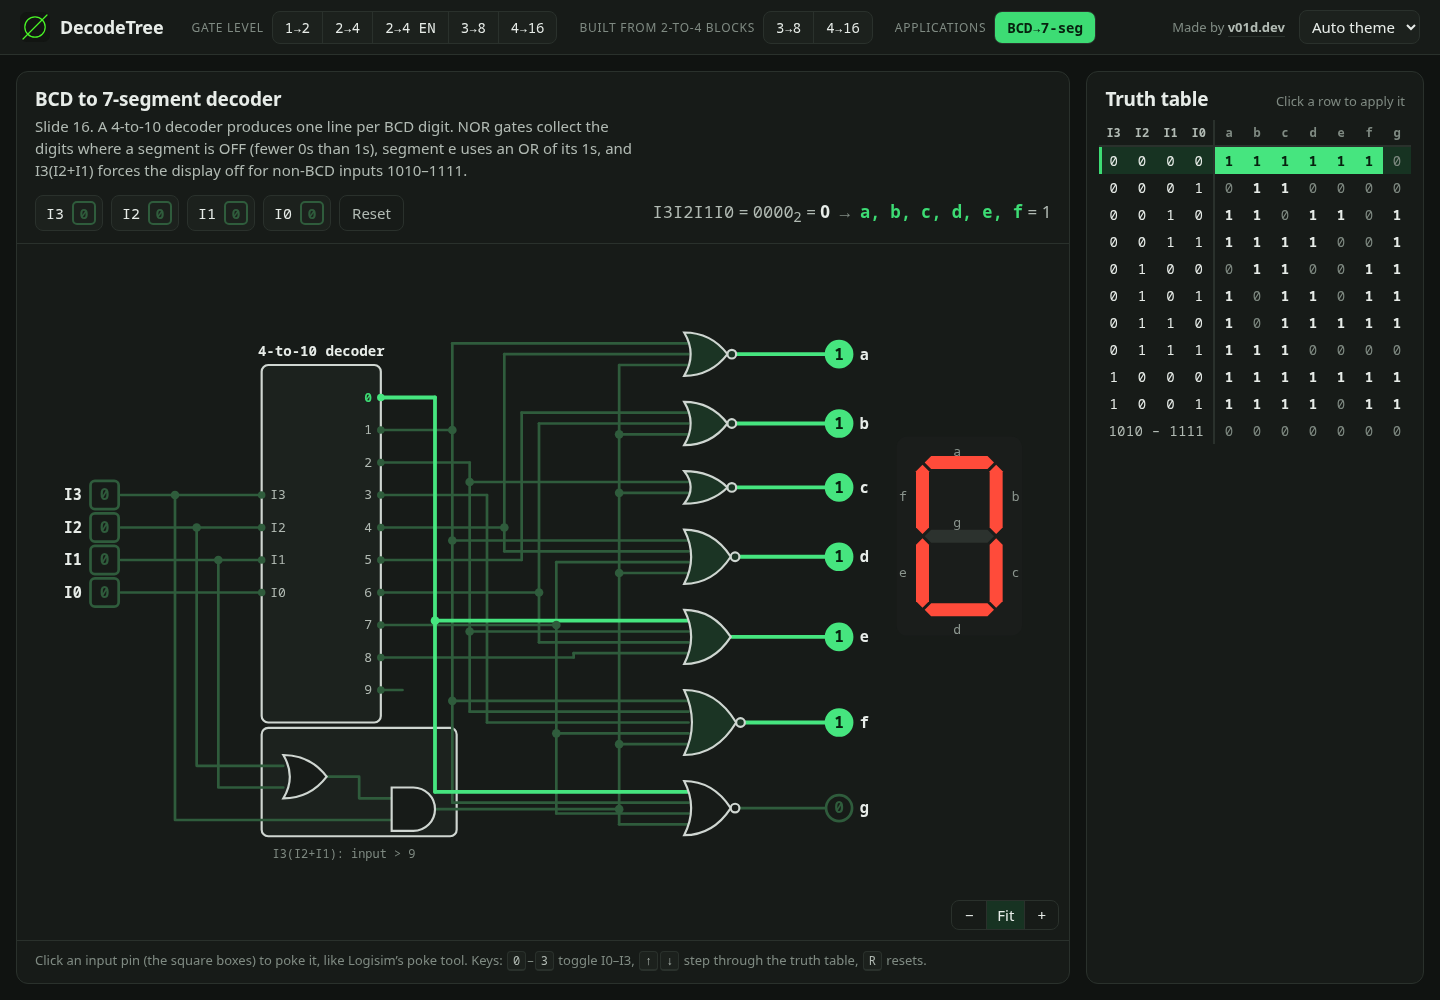 DecodeTree GATE LEVEL 1→2 2→4 2→4 EN 3→8 4→16 BUILT FROM 2-TO-4 BLOCKS 3→8 4→16 APPLICATIONS BCD→7-seg Made by v01d.dev Auto theme
BCD to 7-segment decoder
Slide 16. A 4-to-10 decoder produces one line per BCD digit. NOR gates collect the
digits where a segment is OFF (fewer 0s than 1s), segment e uses an OR of its 1s, and
I3(I2+I1) forces the display off for non-BCD inputs 1010–1111.
I3 0 I2 0 I1 0 I0 0 Reset
I3I2I1I0 = 0000₂ = 0 → a, b, c, d, e, f = 1
4-to-10 decoder
0
1
2
3
4
5
6
7
8
9
I3 0 I3
I2 0 I2
I1 0 I1
I0 0 I0
I3(I2+I1): input > 9
1 a
1 b
1 c
1 d
1 e
1 f
0 g
a
f b
g
e c
d
− Fit +
Click an input pin (the square boxes) to poke it, like Logisim’s poke tool. Keys: 0 – 3 toggle I0–I3, ↑ ↓ step through the truth table, R resets.
Truth table Click a row to apply it
I3 I2 I1 I0 a b c d e f g
0 0 0 0 1 1 1 1 1 1 0
0 0 0 1 0 1 1 0 0 0 0
0 0 1 0 1 1 0 1 1 0 1
0 0 1 1 1 1 1 1 0 0 1
0 1 0 0 0 1 1 0 0 1 1
0 1 0 1 1 0 1 1 0 1 1
0 1 1 0 1 0 1 1 1 1 1
0 1 1 1 1 1 1 0 0 0 0
1 0 0 0 1 1 1 1 1 1 1
1 0 0 1 1 1 1 1 0 1 1
1010 – 1111 0 0 0 0 0 0 0